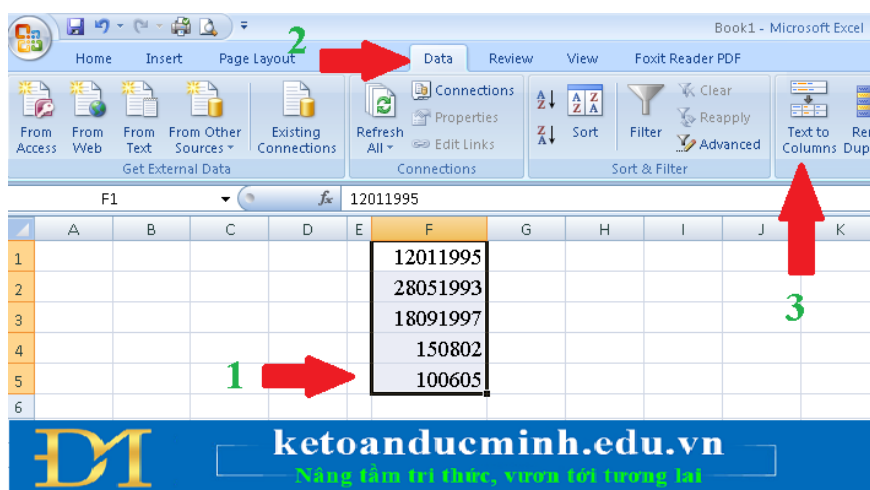 Book1 - Microsoft Excel
2
Home Insert Page Layout Data Review View Foxit Reader PDF
From Access
From Web
From Text
From Other Sources
Existing Connections
Get External Data
Refresh All
Connections
Properties
Edit Links
Connections
A Z
Z A
Sort
Filter
Clear
Reapply
Advanced
Sort & Filter
Text to Columns
F1 fx 12011995
A B C D E F G H I J K
1 12011995
2 28051993
3 18091997
3
4 150802
5 100605
1
6
ĐM
ketoanducminh.edu.vn
Nâng tầm tri thức, vươn tới tương lai